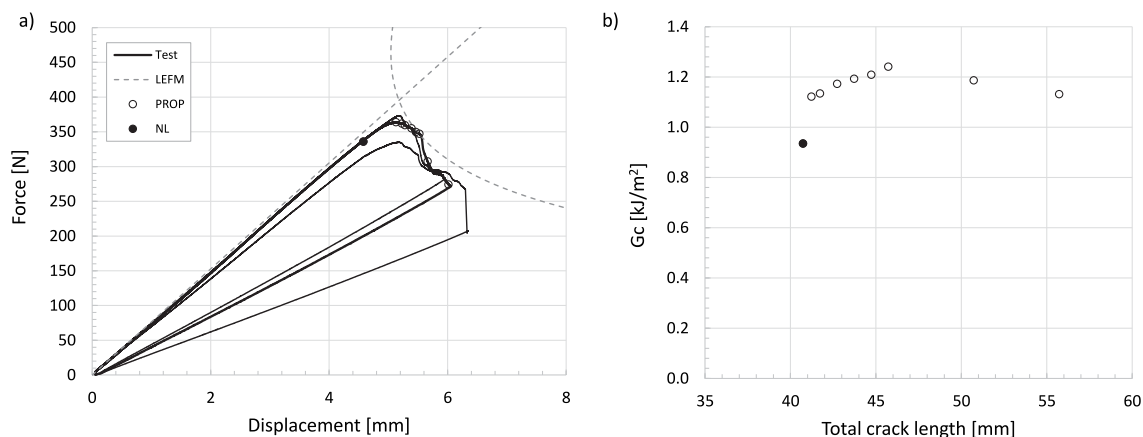 a)
Force [N]
500
450
400
350
300
250
200
150
100
50
0
Test
LEFM
PROP
NL
0 2 4 6 8
Displacement [mm]
b)
Gc [kJ/m²]
1.4
1.2
1.0
0.8
0.6
0.4
0.2
0.0
35 40 45 50 55 60
Total crack length [mm]